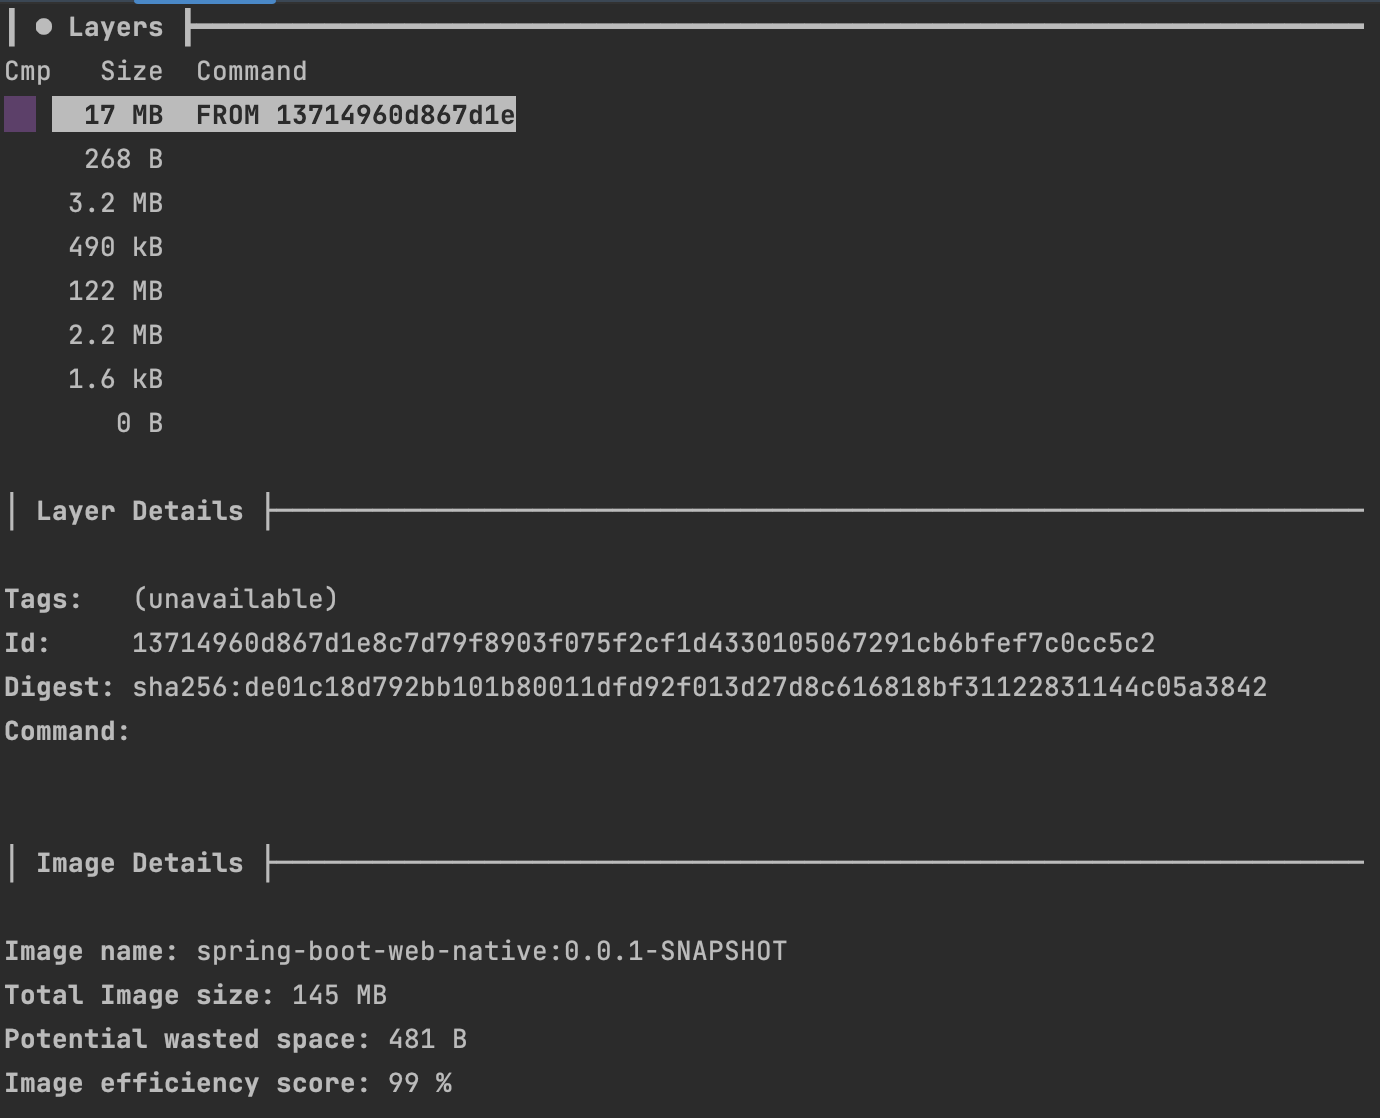 ● Layers
Cmp Size Command
17 MB FROM 13714960d867d1e
268 B
3.2 MB
490 kB
122 MB
2.2 MB
1.6 kB
0 B
Layer Details
Tags: (unavailable)
Id: 13714960d867d1e8c7d79f8903f075f2cf1d4330105067291cb6bfef7c0cc5c2
Digest: sha256:de01c18d792bb101b80011dfd92f013d27d8c616818bf31122831144c05a3842
Command:
Image Details
Image name: spring-boot-web-native:0.0.1-SNAPSHOT
Total Image size: 145 MB
Potential wasted space: 481 B
Image efficiency score: 99 %